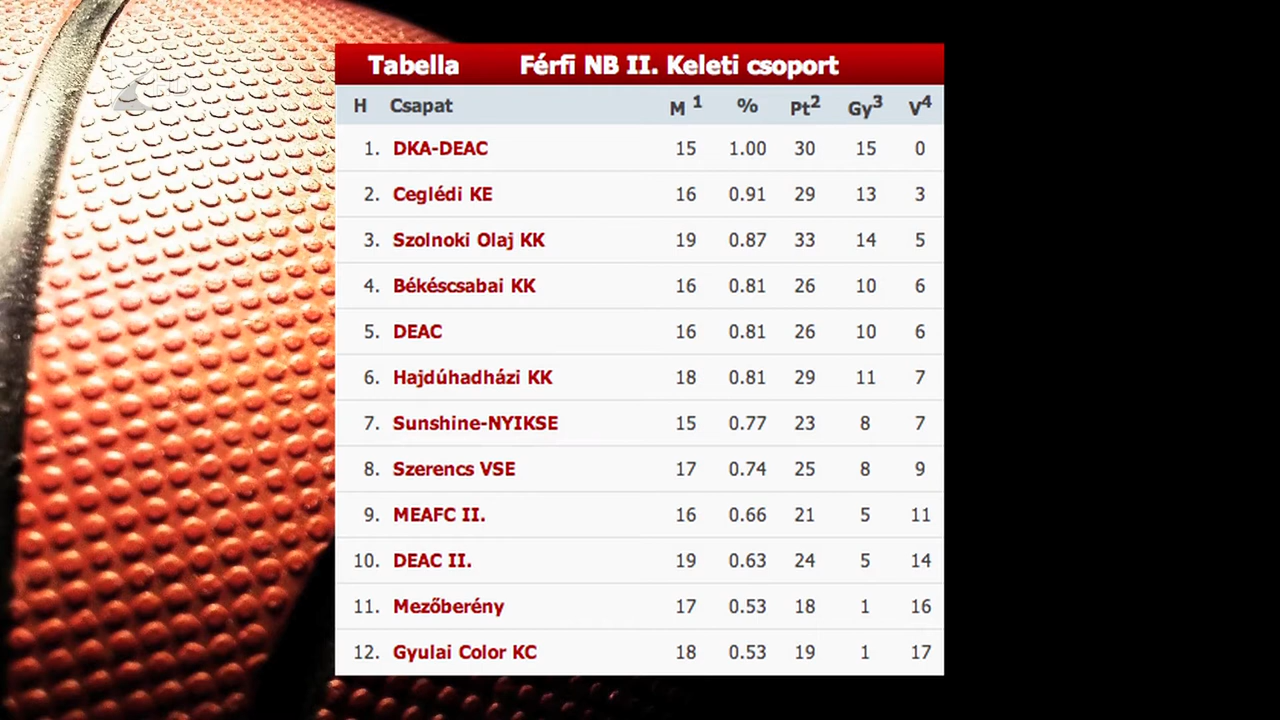 Tabella Férfi NB II. Keleti csoport
H Csapat M 1 % Pt2 Gy3 V4
1. DKA-DEAC 15 1.00 30 15 0
2. Ceglédi KE 16 0.91 29 13 3
3. Szolnoki Olaj KK 19 0.87 33 14 5
4. Békéscsabai KK 16 0.81 26 10 6
5. DEAC 16 0.81 26 10 6
6. Hajdúhadházi KK 18 0.81 29 11 7
7. Sunshine-NYIKSE 15 0.77 23 8 7
8. Szerencs VSE 17 0.74 25 8 9
9. MEAFC II. 16 0.66 21 5 11
10. DEAC II. 19 0.63 24 5 14
11. Mezőberény 17 0.53 18 1 16
12. Gyulai Color KC 18 0.53 19 1 17